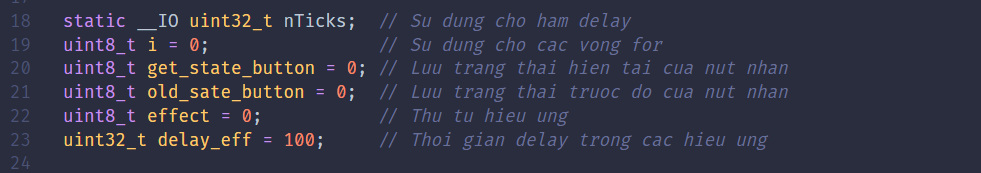 18 static __IO uint32_t nTicks; // Su dung cho ham delay
19 uint8_t i = 0; // Su dung cho cac vong for
20 uint8_t get_state_button = 0; // Luu trang thai hien tai cua nut nhan
21 uint8_t old_sate_button = 0; // Luu trang thai truoc do cua nut nhan
22 uint8_t effect = 0; // Thu tu hieu ung
23 uint32_t delay_eff = 100; // Thoi gian delay trong cac hieu ung
24